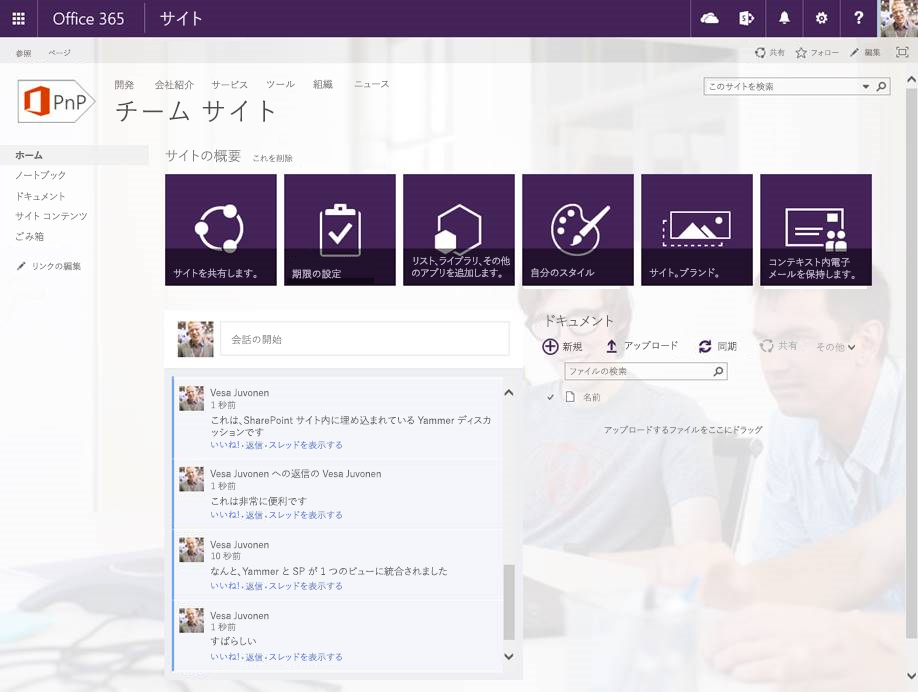 Office 365 サイト
参照 ページ 共有 フォロー 編集
開発 会社紹介 サービス ツール 組織 ニュース
PnP
チーム サイト
このサイトを検索
ホーム
ノートブック
ドキュメント
サイト コンテンツ
ごみ箱
リンクの編集
サイトの概要 これを削除
サイトを共有します。
期限の設定
リスト、ライブラリ、その他
のアプリを追加します。
自分のスタイル
サイト。ブランド。
コンテキスト内電子
メールを保持します。
会話の開始
Vesa Juvonen
1 秒前
これは、SharePoint サイト内に埋め込まれている Yammer ディスカ
ッションです
いいね! · 返信 · スレッドを表示する
Vesa Juvonen への返信の Vesa Juvonen
1 秒前
これは非常に便利です
いいね! · 返信 · スレッドを表示する
Vesa Juvonen
10 秒前
なんと、Yammer と SP が 1 つのビューに統合されました
いいね! · 返信 · スレッドを表示する
Vesa Juvonen
1 秒前
すばらしい
いいね! · 返信 · スレッドを表示する
ドキュメント
新規 アップロード 同期 共有 その他
ファイルの検索
名前
アップロードするファイルをここにドラッグ